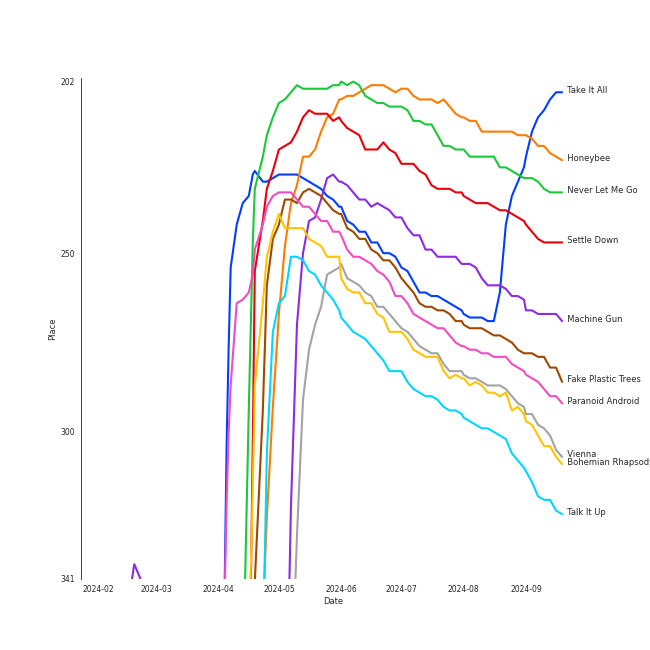 202
Take It All
Honeybee
Never Let Me Go
Settle Down
250
Machine Gun
Place
Fake Plastic Trees
Paranoid Android
300
Vienna
Bohemian Rhapsod
Talk It Up
341
2024-02 2024-03 2024-04 2024-05 2024-06 2024-07 2024-08 2024-09
Date